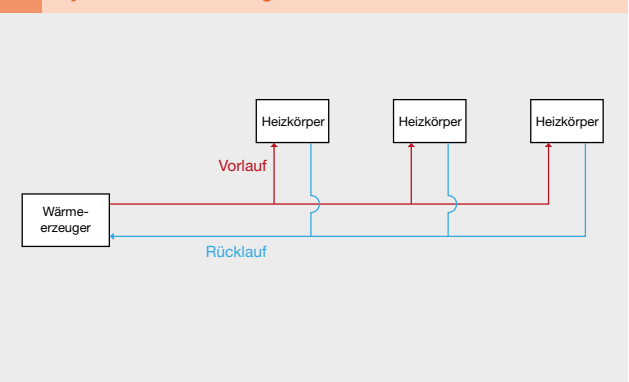 Heizkörper
Heizkörper
Heizkörper
Vorlauf
Wärme-
erzeuger
Rücklauf